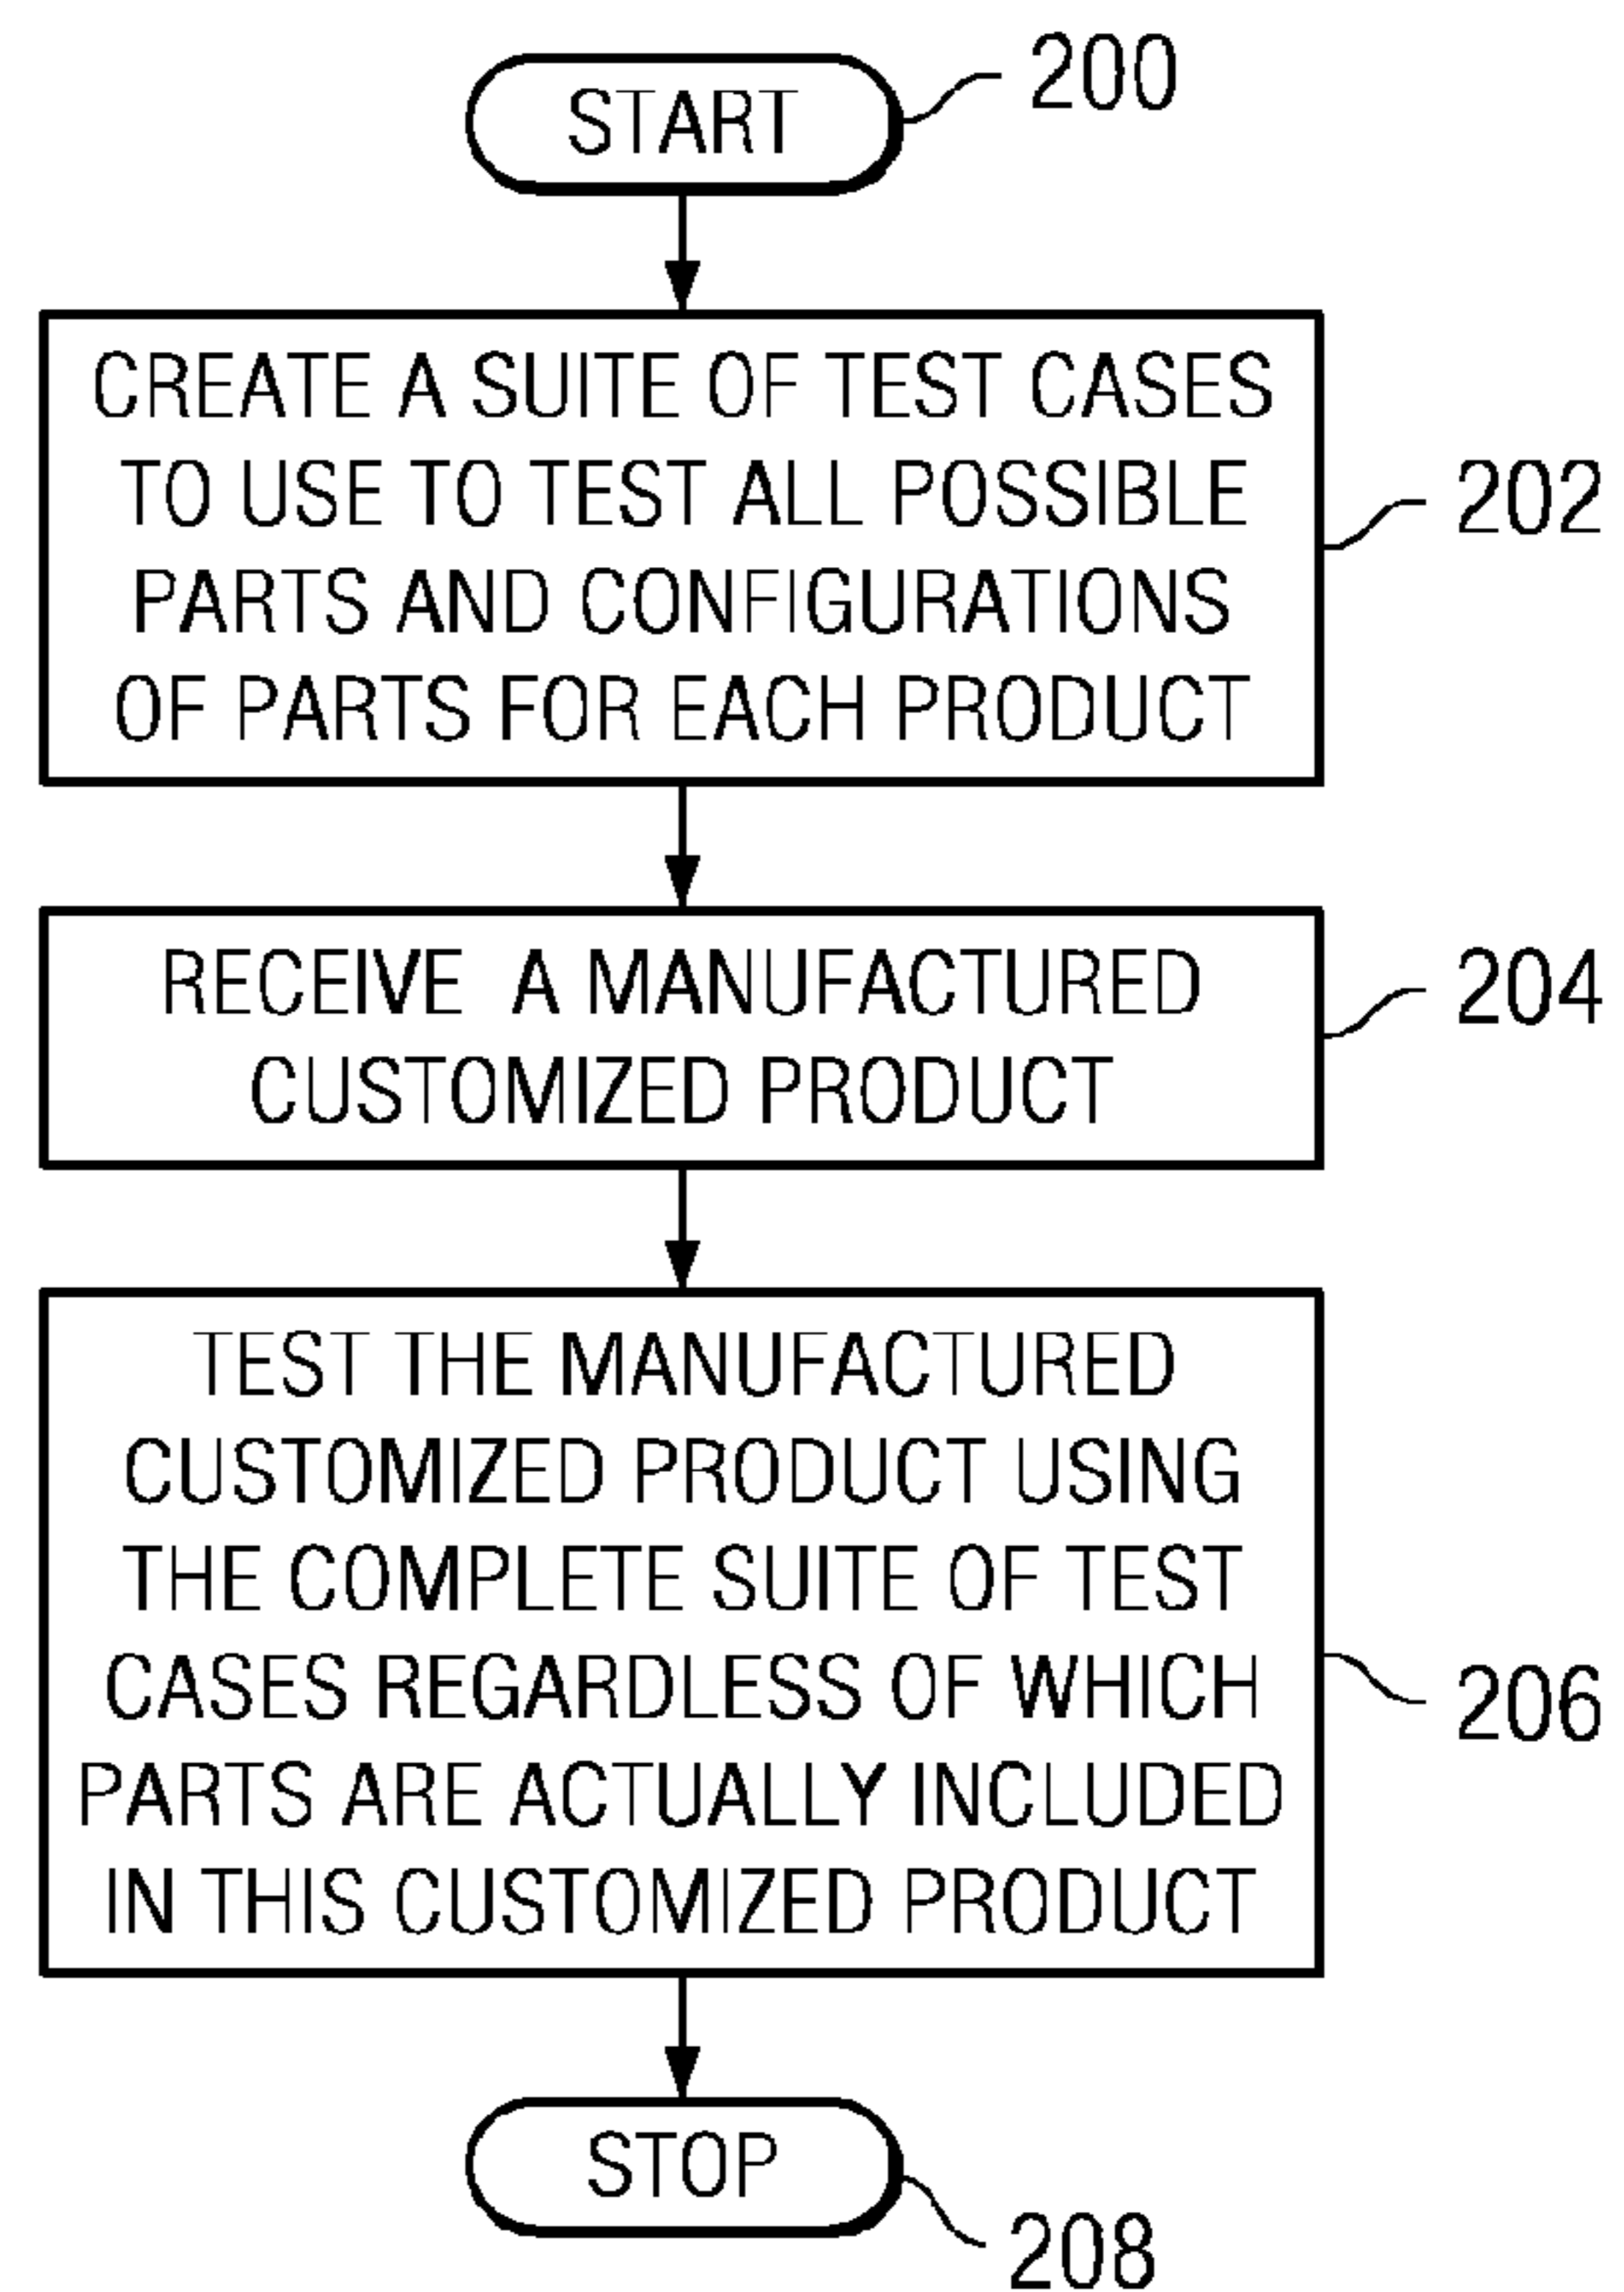 START
200
CREATE A SUITE OF TEST CASES
TO USE TO TEST ALL POSSIBLE
PARTS AND CONFIGURATIONS
OF PARTS FOR EACH PRODUCT
202
RECEIVE A MANUFACTURED
CUSTOMIZED PRODUCT
204
TEST THE MANUFACTURED
CUSTOMIZED PRODUCT USING
THE COMPLETE SUITE OF TEST
CASES REGARDLESS OF WHICH
PARTS ARE ACTUALLY INCLUDED
IN THIS CUSTOMIZED PRODUCT
206
STOP
208